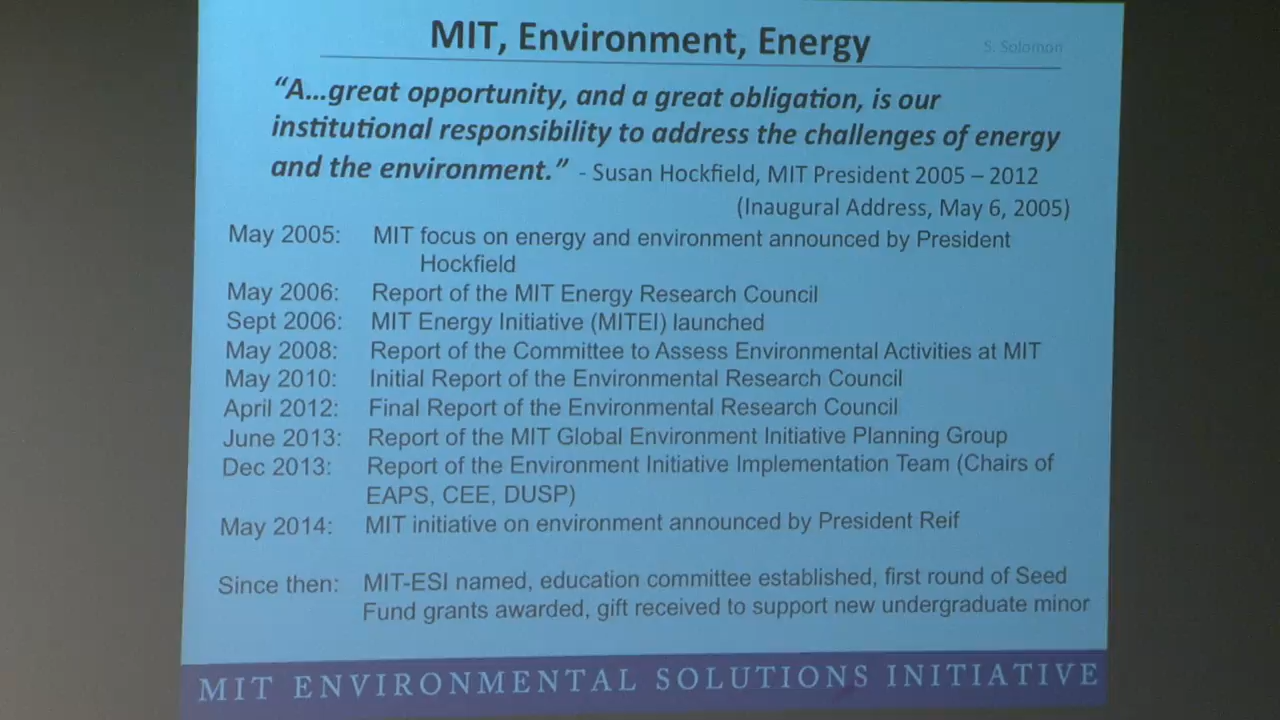 MIT, Environment, Energy
S. Solomon
“A...great opportunity, and a great obligation, is our
institutional responsibility to address the challenges of energy
and the environment.” - Susan Hockfield, MIT President 2005 – 2012
(Inaugural Address, May 6, 2005)
May 2005: MIT focus on energy and environment announced by President
Hockfield
May 2006: Report of the MIT Energy Research Council
Sept 2006: MIT Energy Initiative (MITEI) launched
May 2008: Report of the Committee to Assess Environmental Activities at MIT
May 2010: Initial Report of the Environmental Research Council
April 2012: Final Report of the Environmental Research Council
June 2013: Report of the MIT Global Environment Initiative Planning Group
Dec 2013: Report of the Environment Initiative Implementation Team (Chairs of
EAPS, CEE, DUSP)
May 2014: MIT initiative on environment announced by President Reif
Since then: MIT-ESI named, education committee established, first round of Seed
Fund grants awarded, gift received to support new undergraduate minor
MIT ENVIRONMENTAL SOLUTIONS INITIATIVE